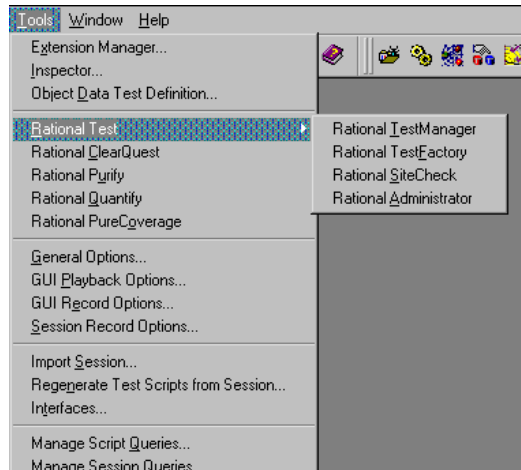 Tools Window Help
Extension Manager...
Inspector...
Object Data Test Definition...
Rational Test
Rational ClearQuest
Rational Purify
Rational Quantify
Rational PureCoverage
General Options...
GUI Playback Options...
GUI Record Options...
Session Record Options...
Import Session...
Regenerate Test Scripts from Session...
Interfaces...
Manage Script Queries...
Manage Session Queries
Rational TestManager
Rational TestFactory
Rational SiteCheck
Rational Administrator